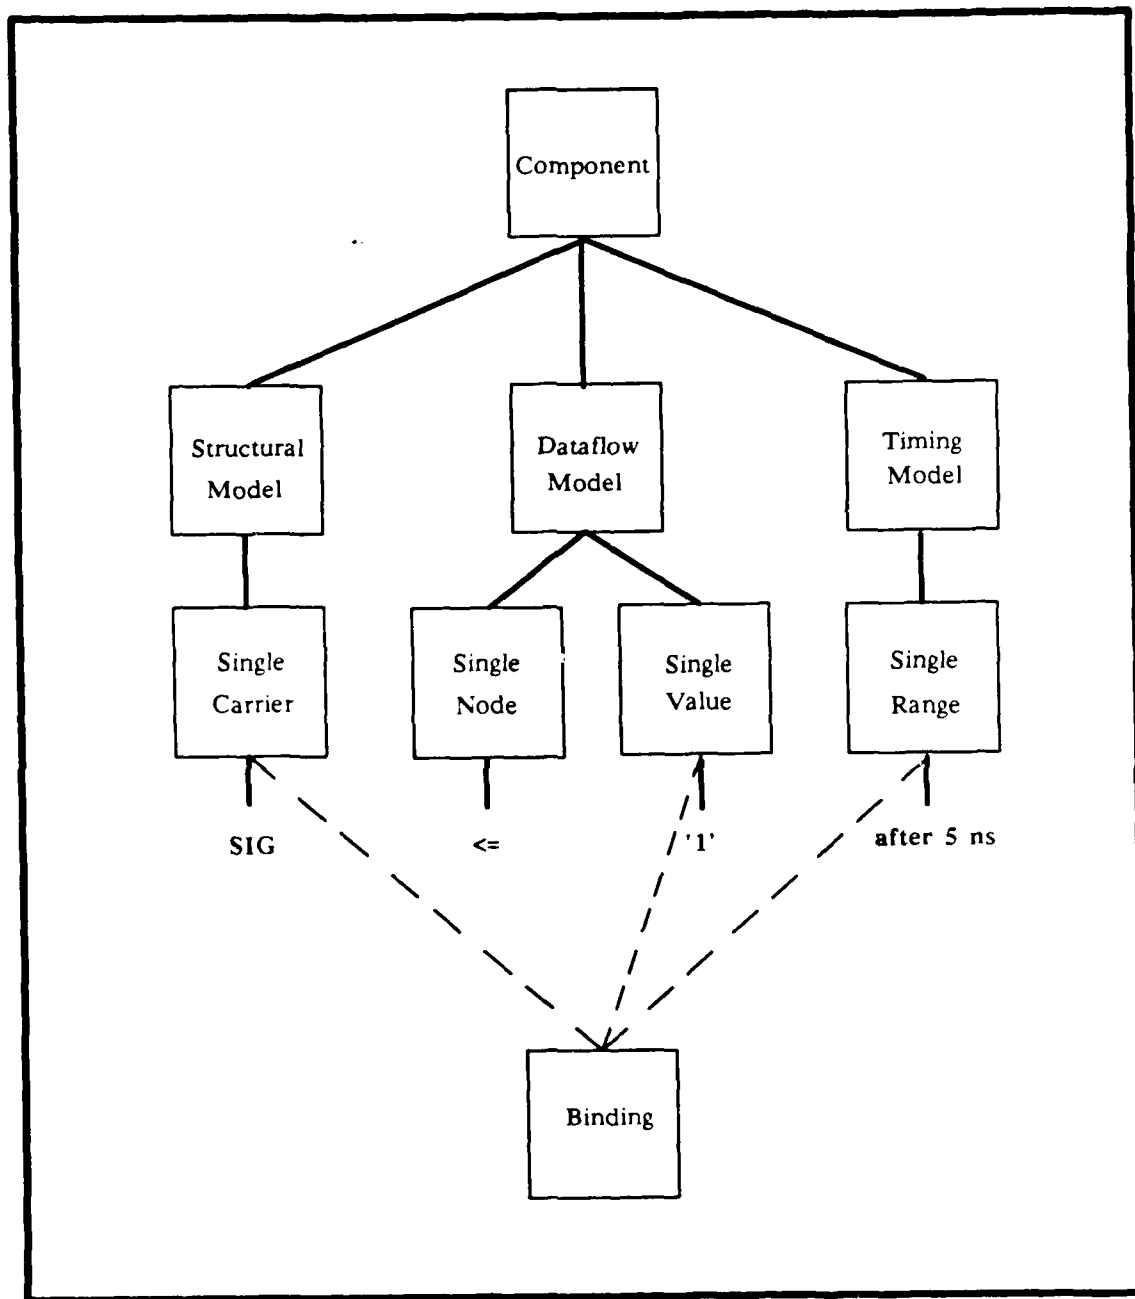 Component
Structural
Model
Dataflow
Model
Timing
Model
Single
Carrier
Single
Node
Single
Value
Single
Range
SIG
<=
'1'
after 5 ns
Binding